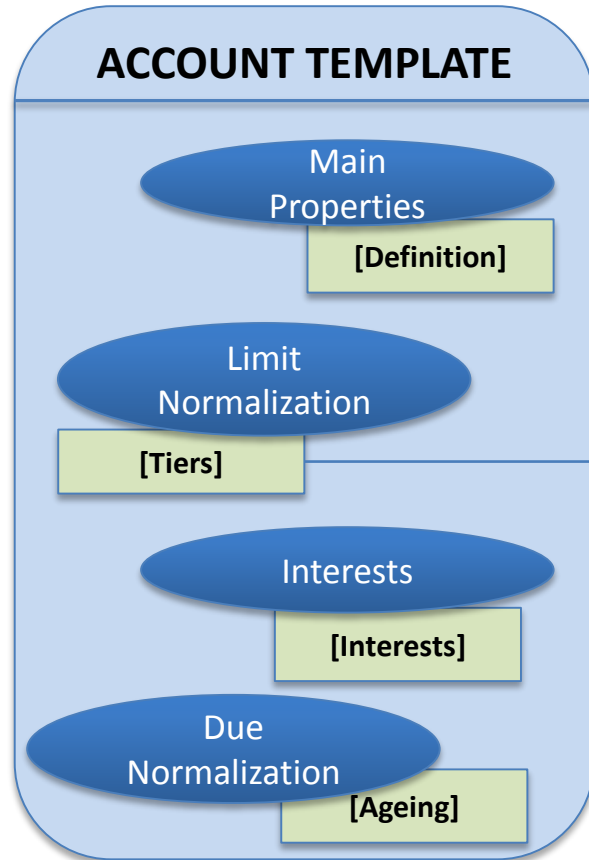 ACCOUNT TEMPLATE
Main
Properties
[Definition]
Limit
Normalization
[Tiers]
Interests
[Interests]
Due
Normalization
[Ageing]